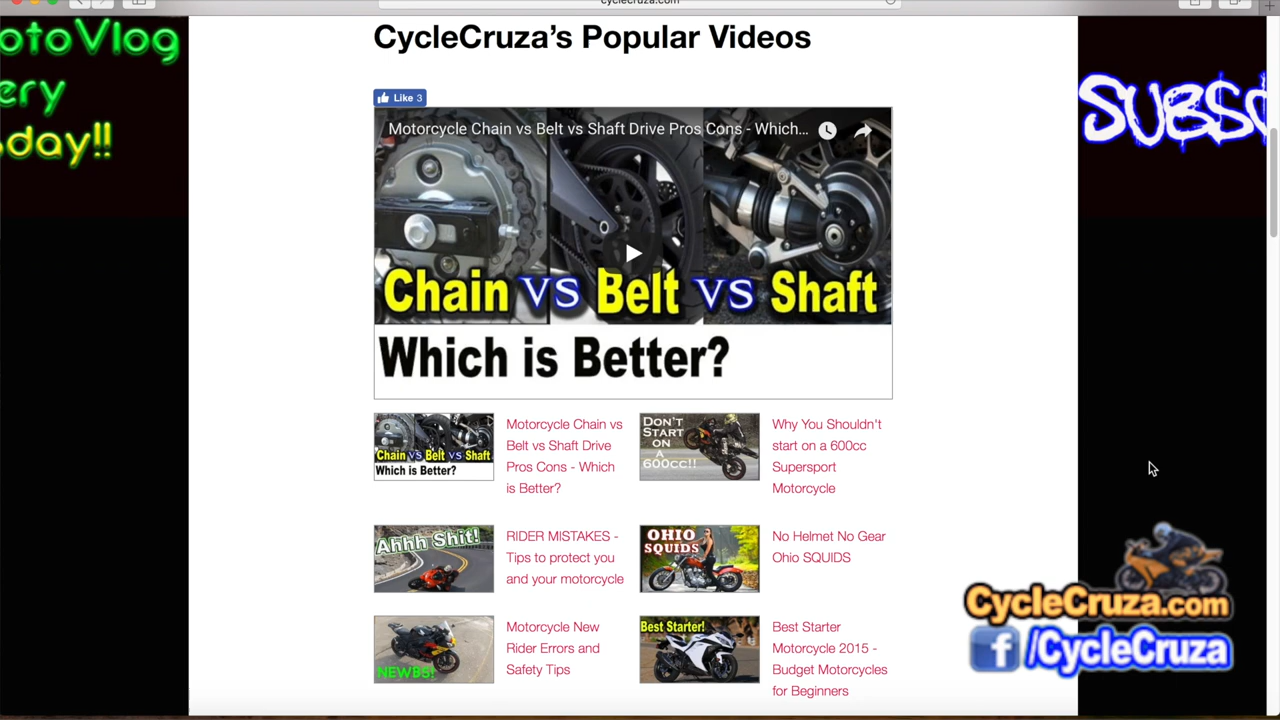 cyclecruza.com
otoVlog
ery
sday!!
SUBSC
CycleCruza's Popular Videos
Like 3
Motorcycle Chain vs Belt vs Shaft Drive Pros Cons - Which...
Chain VS Belt VS Shaft
Which is Better?
Chain VS Belt VS Shaft
Which is Better?
Motorcycle Chain vs
Belt vs Shaft Drive
Pros Cons - Which
is Better?
DON'T
START
ON
A
600CC!!
Why You Shouldn't
start on a 600cc
Supersport
Motorcycle
Ahhh Shit!
RIDER MISTAKES -
Tips to protect you
and your motorcycle
OHIO
SQUIDS
No Helmet No Gear
Ohio SQUIDS
NEWBS!
Motorcycle New
Rider Errors and
Safety Tips
Best Starter!
Best Starter
Motorcycle 2015 -
Budget Motorcycles
for Beginners
CycleCruza.com
f /CycleCruza